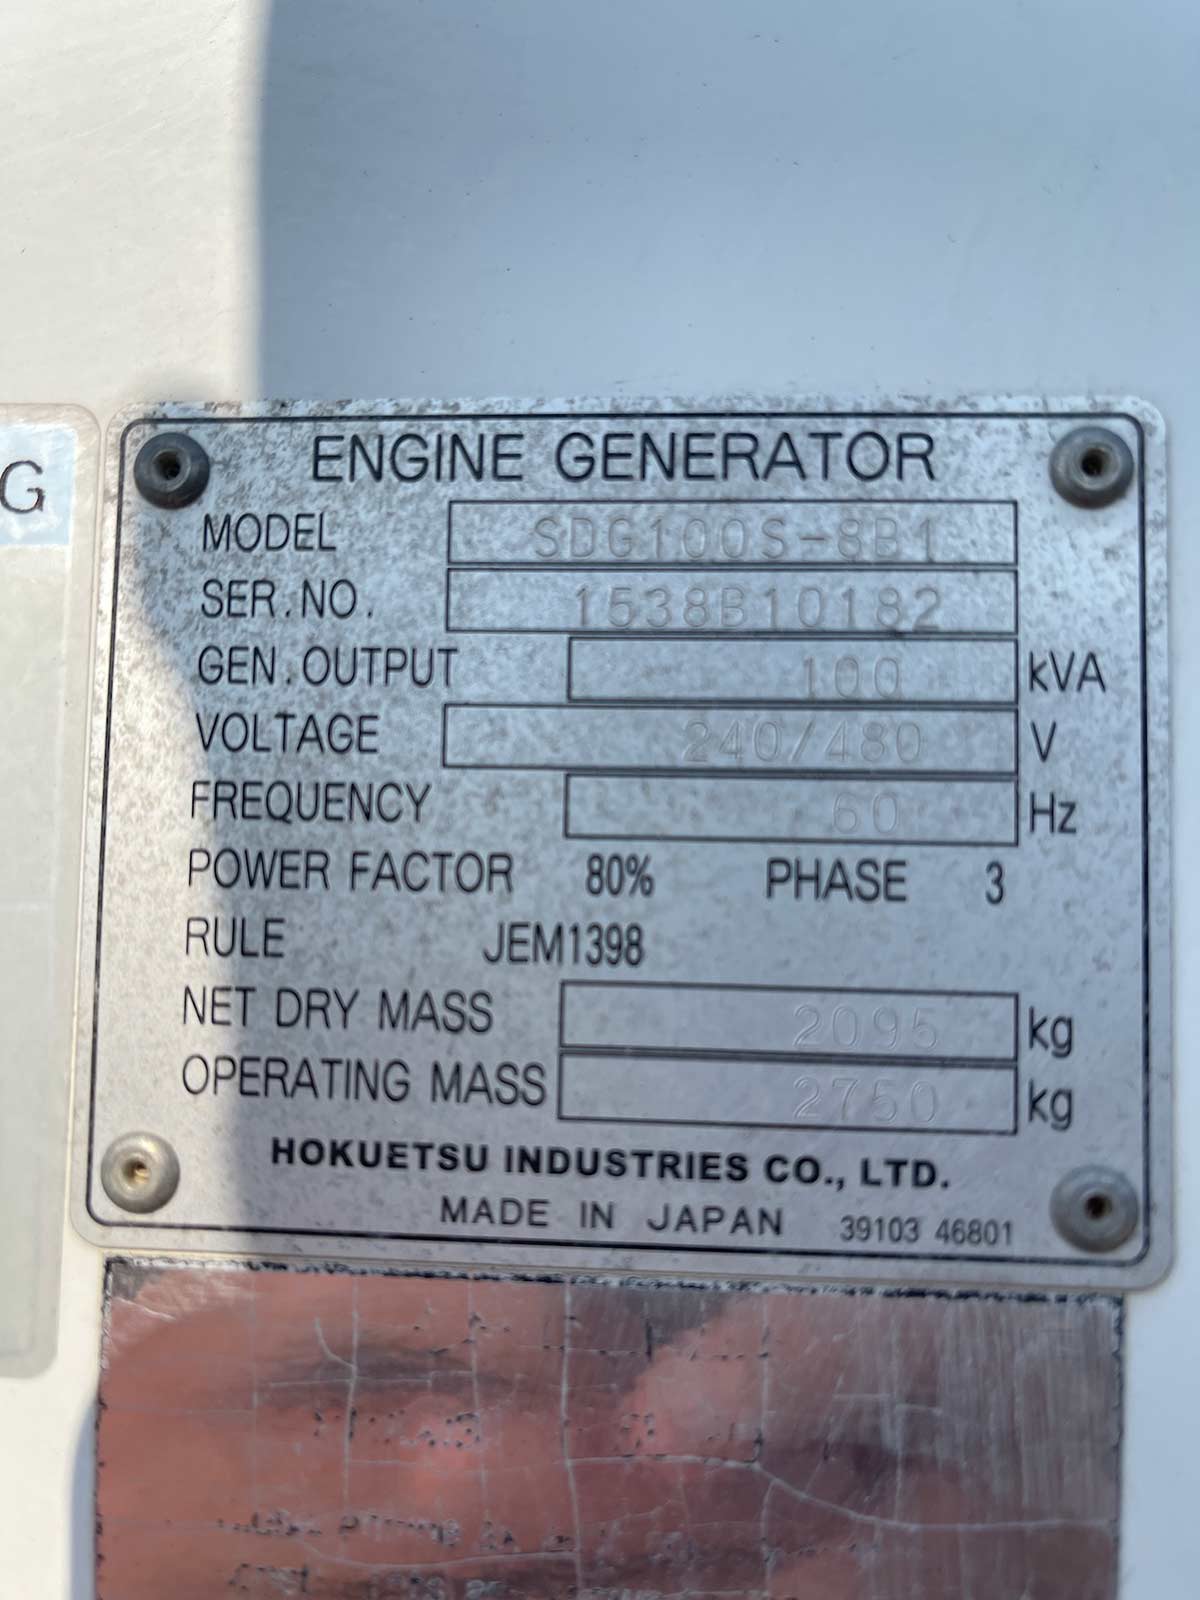 G
ENGINE GENERATOR
MODEL SDG100S-8B1
SER.NO. 1538B10182
GEN.OUTPUT 100 kVA
VOLTAGE 240/480 V
FREQUENCY 60 Hz
POWER FACTOR 80% PHASE 3
RULE JEM1398
NET DRY MASS 2095 kg
OPERATING MASS 2750 kg
HOKUETSU INDUSTRIES CO., LTD.
MADE IN JAPAN 39103 46801